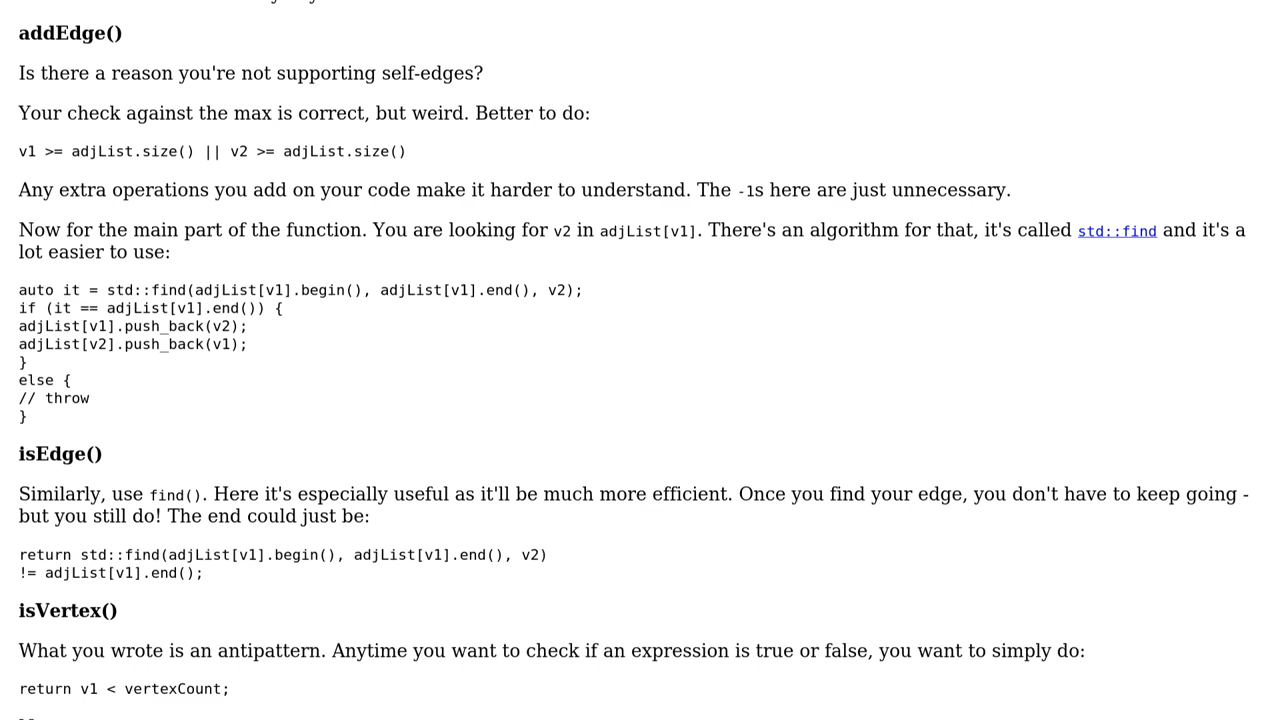 addEdge()
Is there a reason you're not supporting self-edges?
Your check against the max is correct, but weird. Better to do:
v1 >= adjList.size() || v2 >= adjList.size()
Any extra operations you add on your code make it harder to understand. The -1s here are just unnecessary.
Now for the main part of the function. You are looking for v2 in adjList[v1]. There's an algorithm for that, it's called std::find and it's a
lot easier to use:
auto it = std::find(adjList[v1].begin(), adjList[v1].end(), v2);
if (it == adjList[v1].end()) {
adjList[v1].push_back(v2);
adjList[v2].push_back(v1);
}
else {
// throw
}
isEdge()
Similarly, use find(). Here it's especially useful as it'll be much more efficient. Once you find your edge, you don't have to keep going -
but you still do! The end could just be:
return std::find(adjList[v1].begin(), adjList[v1].end(), v2)
!= adjList[v1].end();
isVertex()
What you wrote is an antipattern. Anytime you want to check if an expression is true or false, you want to simply do:
return v1 < vertexCount;